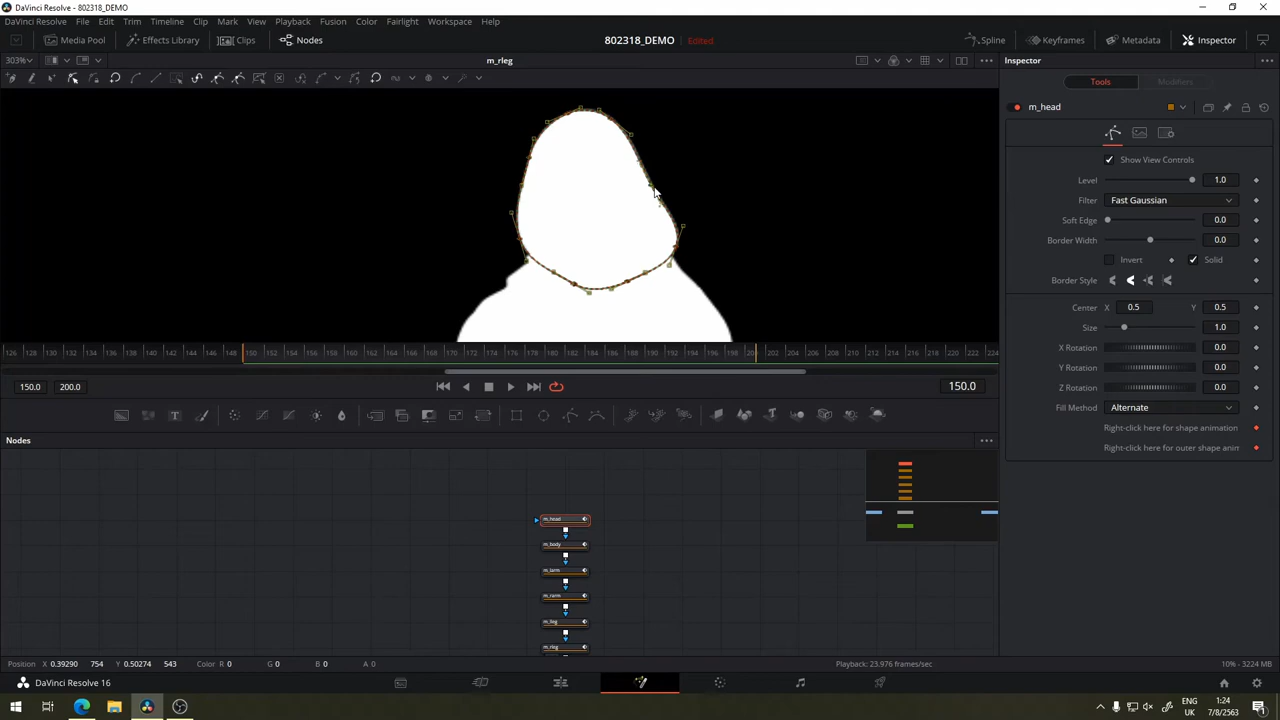 DaVinci Resolve - 802318_DEMO
DaVinci Resolve File Edit Trim Timeline Clip Mark View Playback Fusion Color Fairlight Workspace Help
Media Pool Effects Library Clips Nodes 802318_DEMO Edited Spline Keyframes Metadata Inspector
303% m_rleg Inspector
Tools Modifiers
m_head
Show View Controls
Level 1.0
Filter Fast Gaussian
Soft Edge 0.0
Border Width 0.0
Invert Solid
Border Style
Center X 0.5 Y 0.5
Size 1.0
X Rotation 0.0
Y Rotation 0.0
Z Rotation 0.0
Fill Method Alternate
Right-click here for shape animation
Right-click here for outer shape anim
126 128 130 132 134 136 138 140 142 144 146 148 150 152 154 156 158 160 162 164 166 168 170 172 174 176 178 180 182 184 186 188 190 192 194 196 198 20 202 204 206 208 210 212 214 216 218 220 222 224
150.0 200.0 150.0
Nodes
m_head
m_body
m_larm
m_rarm
m_lleg
m_rleg
Position X 0.39290 754 Y 0.50274 543 Color R 0 G 0 B 0 A 0 Playback: 23.976 frames/sec 10% - 3224 MB
DaVinci Resolve 16
ENG
UK
1:24
7/8/2563
1